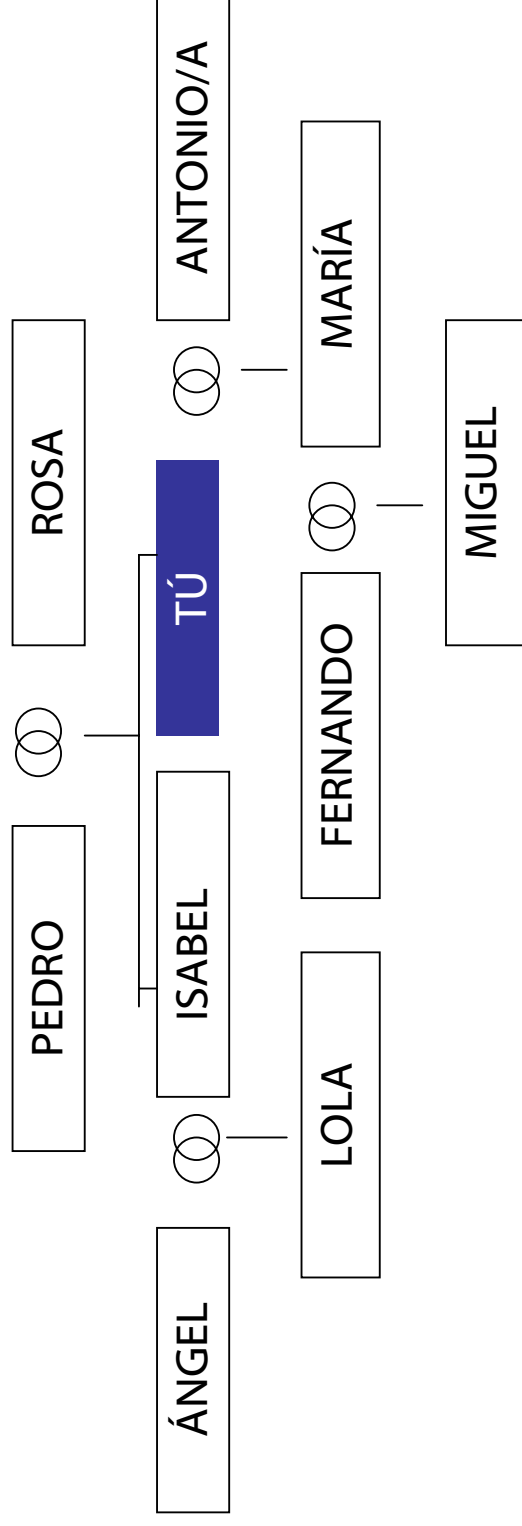 PEDRO
ROSA
ÁNGEL
ISABEL
TÚ
ANTONIO/A
LOLA
FERNANDO
MARÍA
MIGUEL